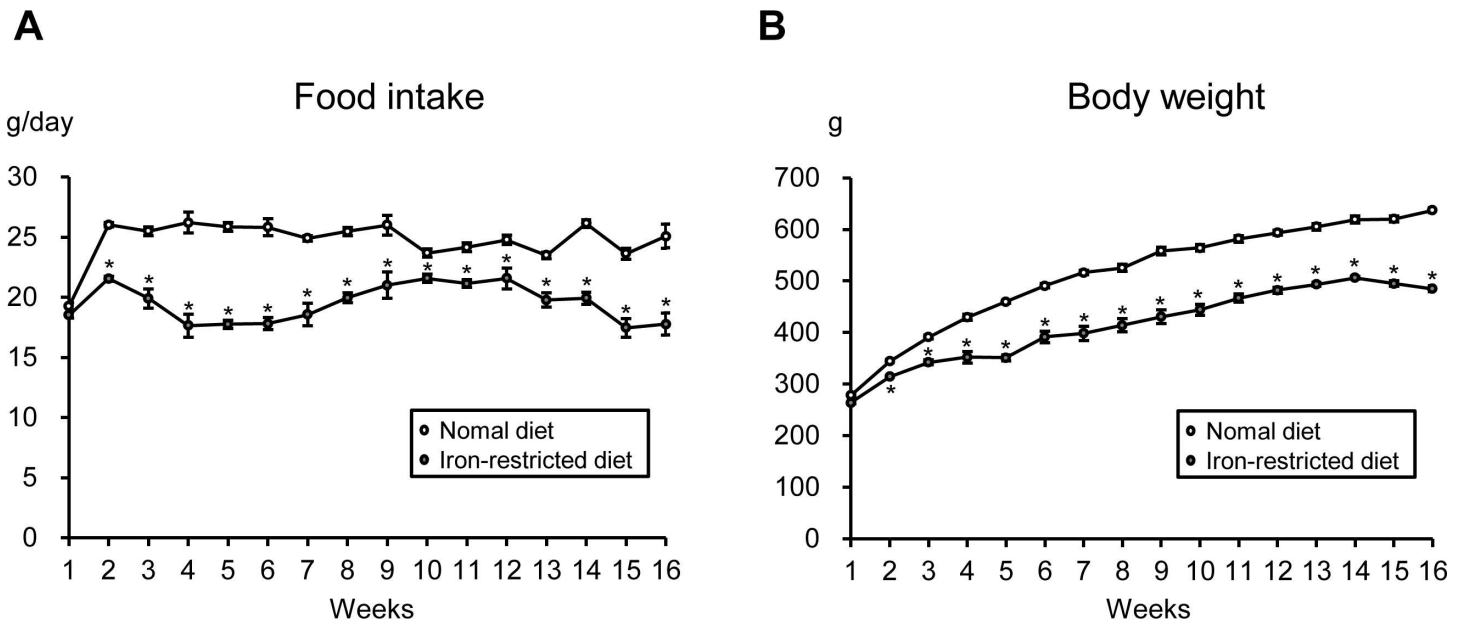 A
Food intake
g/day
30
25
20
15
10
5
0
* * * * * * * * * * * * * * *
Nomal diet
Iron-restricted diet
1 2 3 4 5 6 7 8 9 10 11 12 13 14 15 16
Weeks
B
Body weight
g
700
600
500
400
300
200
100
0
* * * * * * * * * * * * * * *
Nomal diet
Iron-restricted diet
1 2 3 4 5 6 7 8 9 10 11 12 13 14 15 16
Weeks